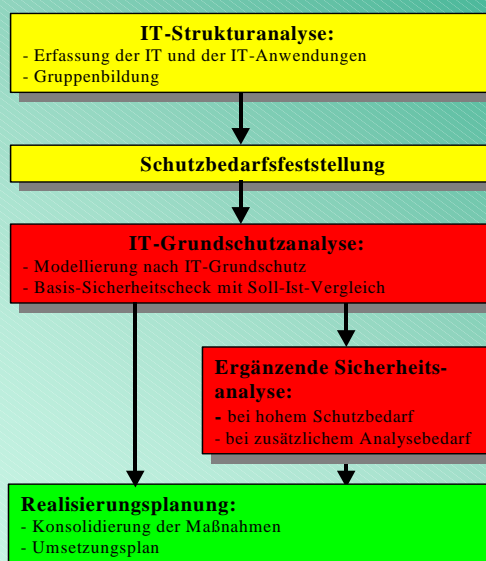 IT-Strukturanalyse:
- Erfassung der IT und der IT-Anwendungen
- Gruppenbildung
Schutzbedarfsfeststellung
IT-Grundschutzanalyse:
- Modellierung nach IT-Grundschutz
- Basis-Sicherheitscheck mit Soll-Ist-Vergleich
Ergänzende Sicherheits-
analyse:
- bei hohem Schutzbedarf
- bei zusätzlichem Analysebedarf
Realisierungsplanung:
- Konsolidierung der Maßnahmen
- Umsetzungsplan